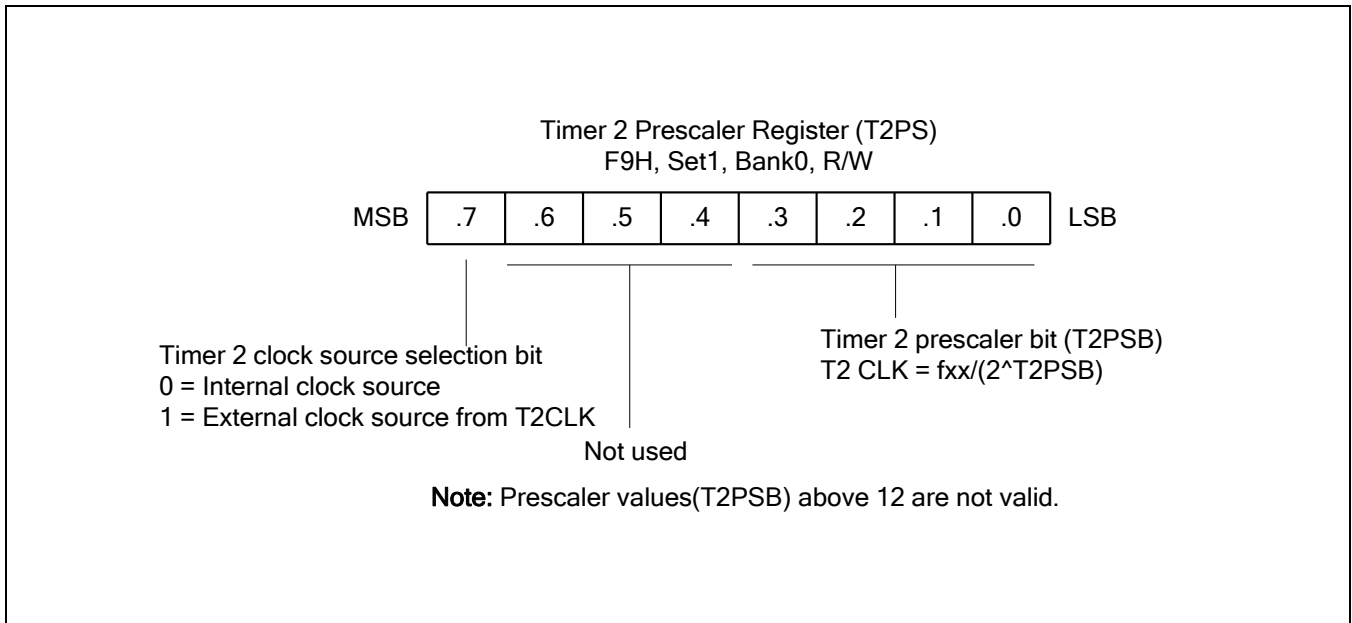 Timer 2 Prescaler Register (T2PS)
F9H, Set1, Bank0, R/W
MSB .7 .6 .5 .4 .3 .2 .1 .0 LSB
Timer 2 clock source selection bit
0 = Internal clock source
1 = External clock source from T2CLK
Timer 2 prescaler bit (T2PSB)
T2 CLK = fxx/(2^T2PSB)
Not used
Note: Prescaler values(T2PSB) above 12 are not valid.